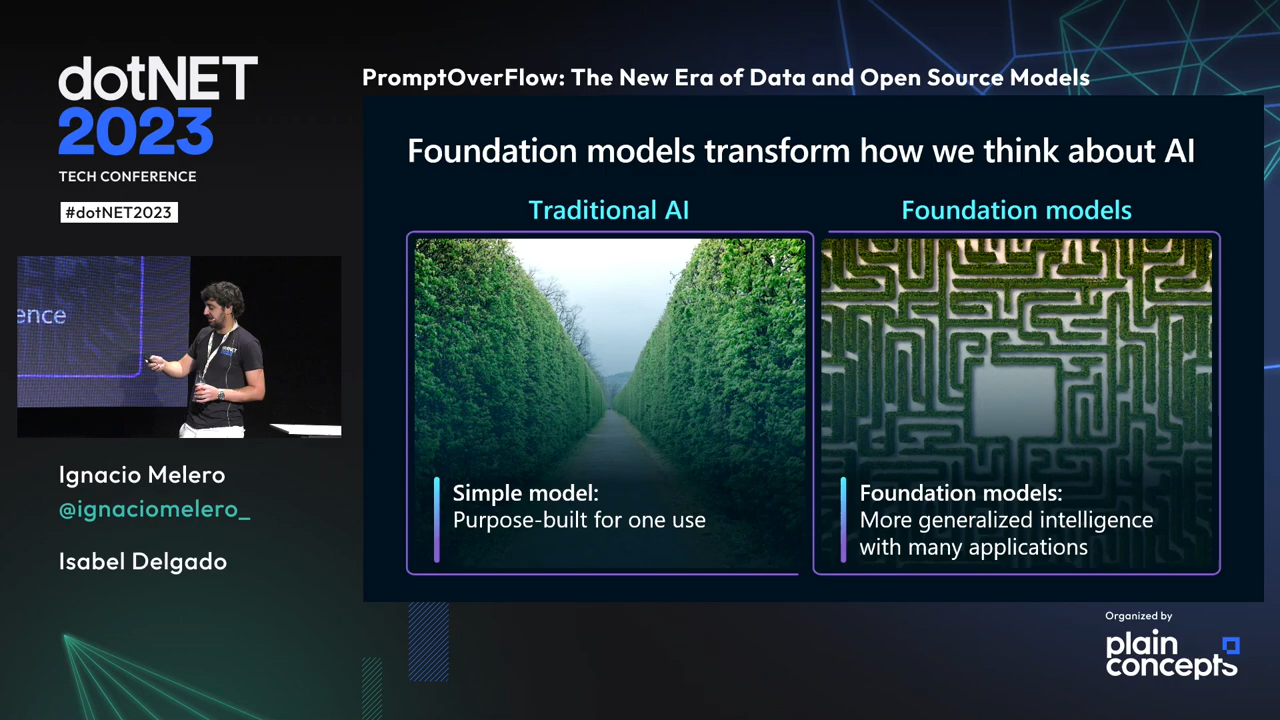 dotNET
2023
TECH CONFERENCE
#dotNET2023
PromptOverFlow: The New Era of Data and Open Source Models
Foundation models transform how we think about AI
Traditional AI
Foundation models
Simple model:
Purpose-built for one use
Foundation models:
More generalized intelligence
with many applications
ence
Ignacio Melero
@ignaciomelero_
Isabel Delgado
Organized by
plain
concepts